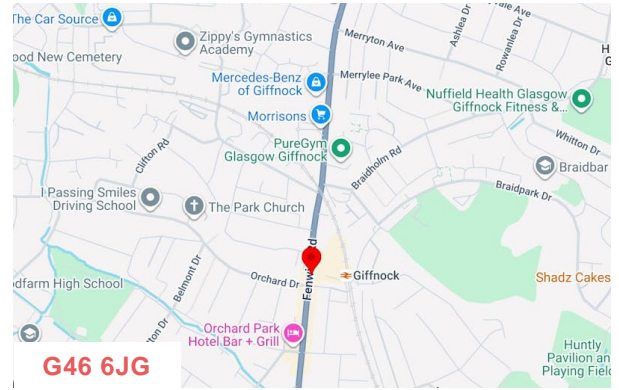 The Car Source
Zippy's Gymnastics
Academy
Merryton Ave
Ashlea Dr
Rowanlea Dr
H
G
ood New Cemetery
Mercedes-Benz
of Giffnock
Merrylee Park Ave
Nuffield Health Glasgow
Giffnock Fitness &...
Morrisons
PureGym
Glasgow Giffnock
Clifton Rd
Braidholm Rd
Whitton Dr
Braidbar
Braidpark Dr
I Passing Smiles
Driving School
The Park Church
Fenwick Rd
Giffnock
Belmont Dr
Orchard Dr
Shadz Cakes
dfarm High School
ton Dr
Orchard Park
Hotel Bar + Grill
Huntly
Pavilion an
Playing Field
G46 6JG